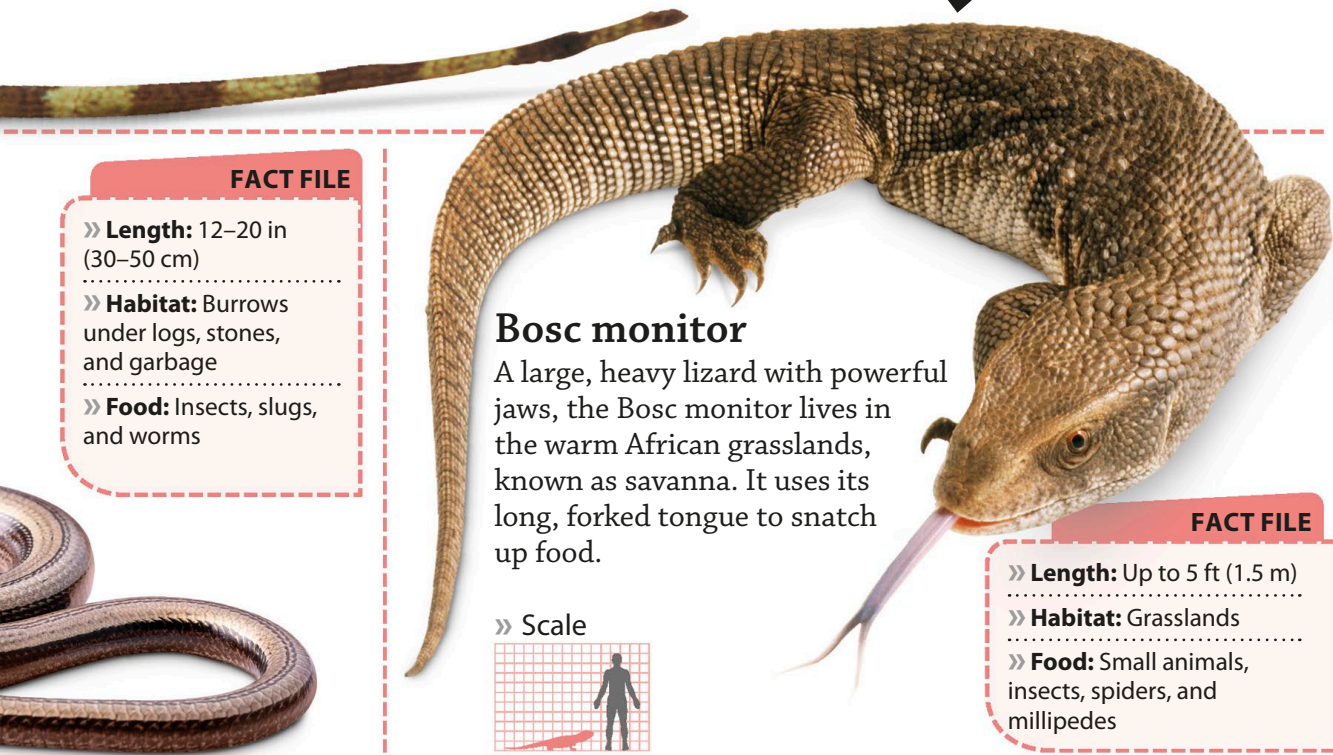 FACT FILE
» Length: 12–20 in
(30–50 cm)
» Habitat: Burrows
under logs, stones,
and garbage
» Food: Insects, slugs,
and worms
Bosc monitor
A large, heavy lizard with powerful
jaws, the Bosc monitor lives in
the warm African grasslands,
known as savanna. It uses its
long, forked tongue to snatch
up food.
» Scale
FACT FILE
» Length: Up to 5 ft (1.5 m)
» Habitat: Grasslands
» Food: Small animals,
insects, spiders, and
millipedes